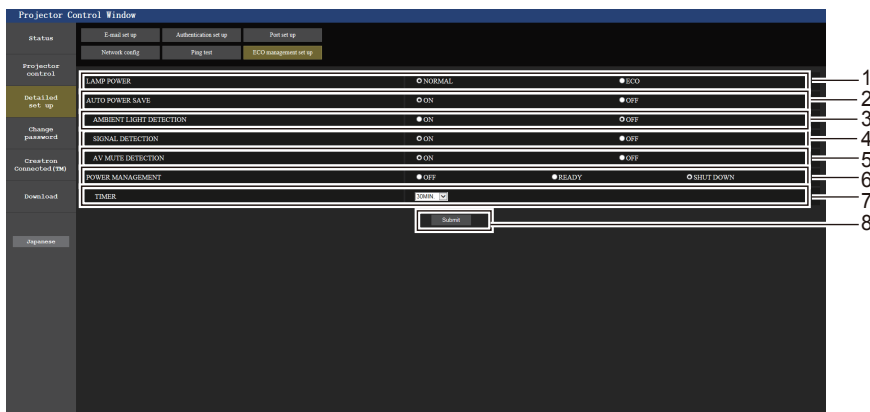 Projector Control Window
Status
E-mail set up Authentication set up Port set up
Network config Ping test ECO management set up
Projector
control
Detailed
set up
Change
password
Crestron
Connected(TM)
Download
Japanese
LAMP POWER NORMAL ECO 1
AUTO POWER SAVE ON OFF 2
AMBIENT LIGHT DETECTION ON OFF 3
SIGNAL DETECTION ON OFF 4
AV MUTE DETECTION ON OFF 5
POWER MANAGEMENT OFF READY SHUT DOWN 6
TIMER 30MIN. 7
Submit 8